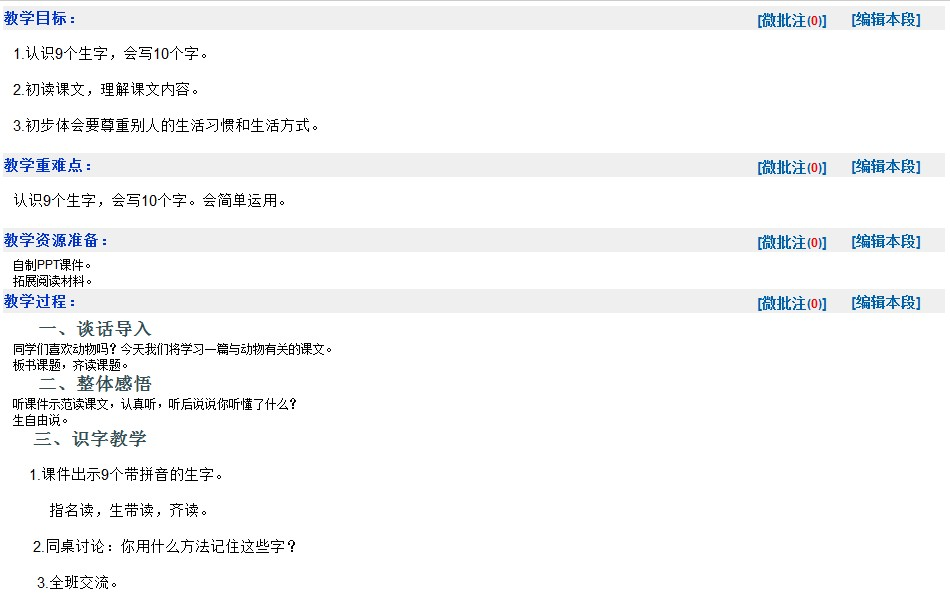 教学目标： [微批注(0)] [编辑本段]
1.认识9个生字，会写10个字。
2.初读课文，理解课文内容。
3.初步体会要尊重别人的生活习惯和生活方式。
教学重难点： [微批注(0)] [编辑本段]
认识9个生字，会写10个字。会简单运用。
教学资源准备： [微批注(0)] [编辑本段]
自制PPT课件。
拓展阅读材料。
教学过程： [微批注(0)] [编辑本段]
一、谈话导入
同学们喜欢动物吗？今天我们将学习一篇与动物有关的课文。
板书课题，齐读课题。
二、整体感悟
听课件示范读课文，认真听，听后说说你听懂了什么？
生自由说。
三、识字教学
1.课件出示9个带拼音的生字。
指名读，生带读，齐读。
2.同桌讨论：你用什么方法记住这些字？
3.全班交流。